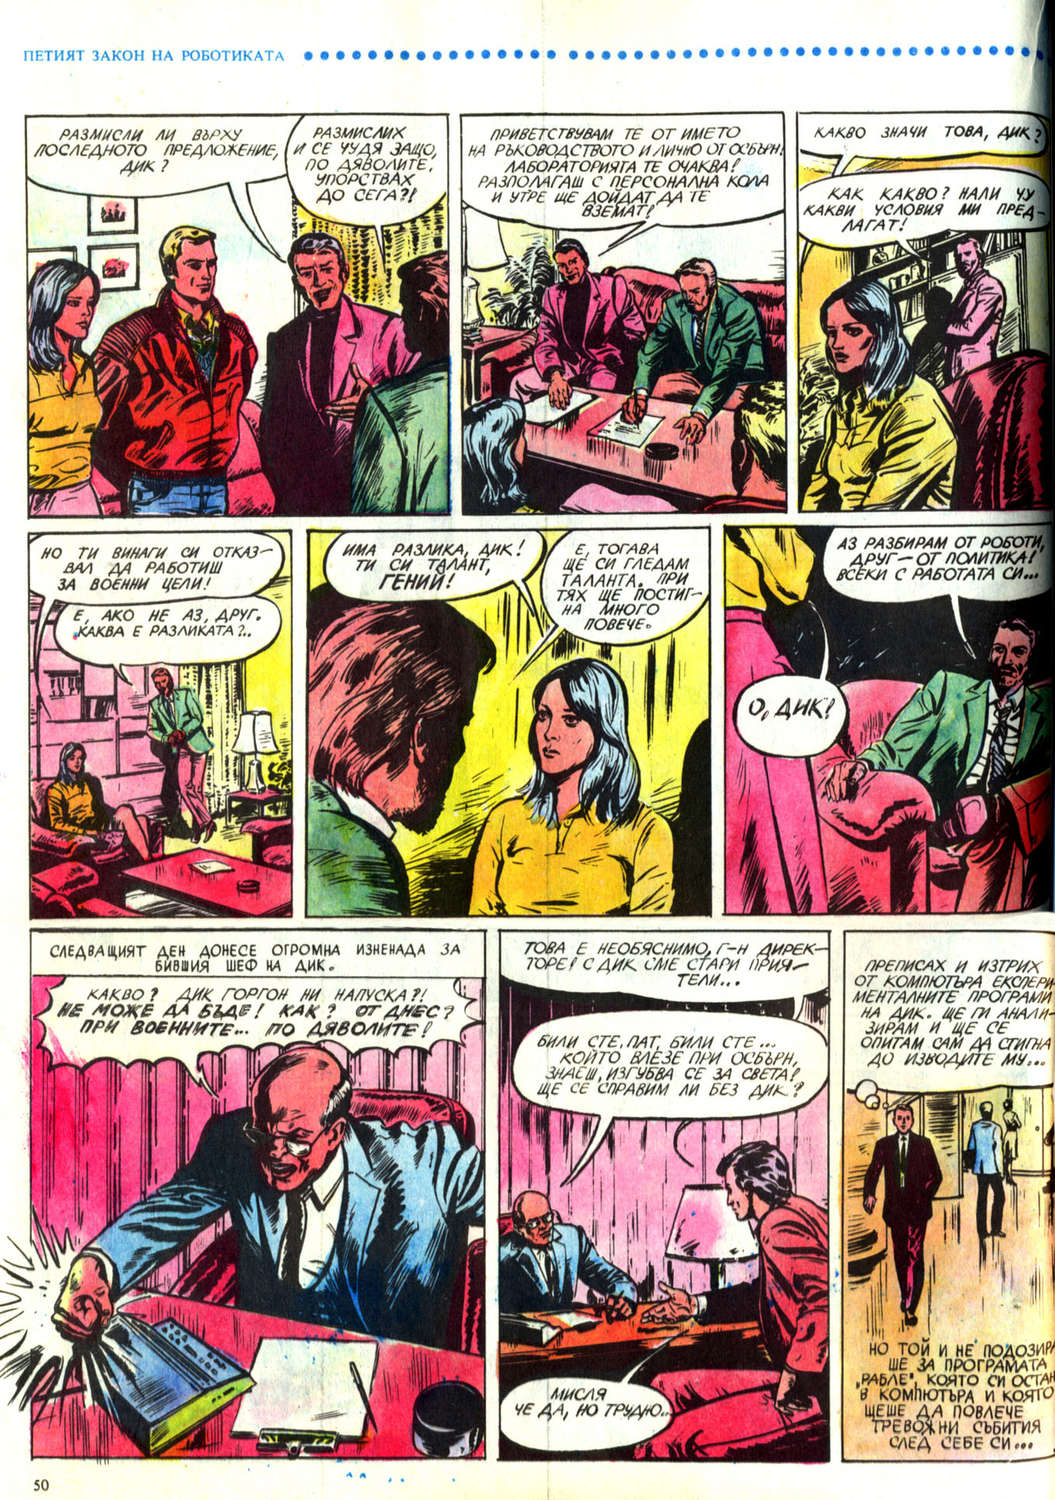 ПЕТИЯТ ЗАКОН НА РОБОТИКАТА
РАЗМИСЛИ ЛИ ВЪРХУ
ПОСЛЕДНОТО ПРЕДЛОЖЕНИЕ,
ДИК?
РАЗМИСЛИХ
И СЕ ЧУДЯ ЗАЩО,
ПО ДЯВОЛИТЕ,
УПОРСТВАХ
ДО СЕГА?!
ПРИВЕТСТВУВАМ ТЕ ОТ ИМЕТО
НА РЪКОВОДСТВОТО И ЛИЧНО ОТ ОСБЪРН!
ЛАБОРАТОРИЯТА ТЕ ОЧАКВА!
РАЗПОЛАГАШ С ПЕРСОНАЛНА КОЛА
И УТРЕ ЩЕ ДОЙДАТ ДА ТЕ
ВЗЕМАТ!
КАКВО ЗНАЧИ ТОВА, ДИК?
КАК КАКВО? НАЛИ ЧУ
КАКВИ УСЛОВИЯ МИ ПРЕД-
ЛАГАТ!
НО ТИ ВИНАГИ СИ ОТКАЗ-
ВАЛ ДА РАБОТИШ
ЗА ВОЕННИ ЦЕЛИ!
Е, АКО НЕ АЗ, ДРУГ.
КАКВА Е РАЗЛИКАТА?..
ИМА РАЗЛИКА, ДИК!
ТИ СИ ТАЛАНТ,
ГЕНИЙ!
Е, ТОГАВА
ЩЕ СИ ГЛЕДАМ
ТАЛАНТА. ПРИ
ТЯХ ЩЕ ПОСТИГ-
НА МНОГО
ПОВЕЧЕ.
АЗ РАЗБИРАМ ОТ РОБОТИ,
ДРУГ — ОТ ПОЛИТИКА!
ВСЕКИ С РАБОТАТА СИ...
О, ДИК!
СЛЕДВАЩИЯТ ДЕН ДОНЕСЕ ОГРОМНА ИЗНЕНАДА ЗА
БИВШИЯ ШЕФ НА ДИК.
КАКВО? ДИК ГОРГОН НИ НАПУСКА?!
НЕ МОЖЕ ДА БЪДЕ! КАК? ОТ ДНЕС?
ПРИ ВОЕННИТЕ... ПО ДЯВОЛИТЕ!
ТОВА Е НЕОБЯСНИМО, Г-Н ДИРЕК-
ТОРЕ! С ДИК СМЕ СТАРИ ПРИЯ-
ТЕЛИ...
БИЛИ СТЕ, ПАТ, БИЛИ СТЕ...
КОЙТО ВЛЕЗЕ ПРИ ОСБЪРН,
ЗНАЕШ, ИЗГУБВА СЕ ЗА СВЕТА!
ЩЕ СЕ СПРАВИМ ЛИ БЕЗ ДИК?
МИСЛЯ
ЧЕ ДА, НО ТРУДНО..
ПРЕПИСАХ И ИЗТРИХ
ОТ КОМПЮТЪРА ЕКСПЕРИ-
МЕНТАЛНИТЕ ПРОГРАМИ
НА ДИК. ЩЕ ГИ АНАЛИ-
ЗИРАМ И ЩЕ СЕ
ОПИТАМ САМ ДА СТИГНА
ДО ИЗВОДИТЕ МУ...
НО ТОЙ И НЕ ПОДОЗИРА
ШЕ ЗА ПРОГРАМАТА
„РАБЛЕ", КОЯТО СИ ОСТАН
В КОМПЮТЪРА И КОЯТО
ЩЕШЕ ДА ПОВЛЕЧЕ
ТРЕВОЖНИ СЪБИТИЯ
СЛЕД СЕБЕ СИ...
50